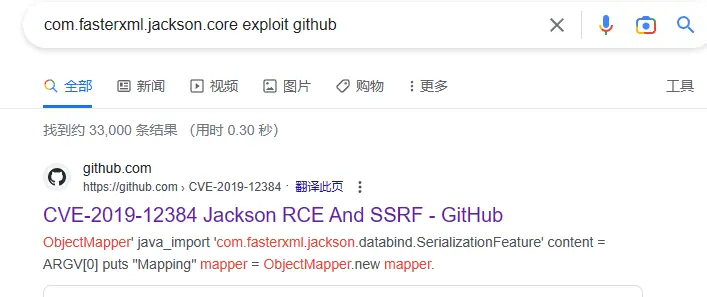 com.fasterxml.jackson.core exploit github
全部 新闻 视频 图片 购物 更多 工具
找到约 33,000 条结果 （用时 0.30 秒）
github.com
https://github.com › CVE-2019-12384 · 翻译此页
CVE-2019-12384 Jackson RCE And SSRF - GitHub
ObjectMapper' java_import 'com.fasterxml.jackson.databind.SerializationFeature' content =
ARGV[0] puts "Mapping" mapper = ObjectMapper.new mapper.